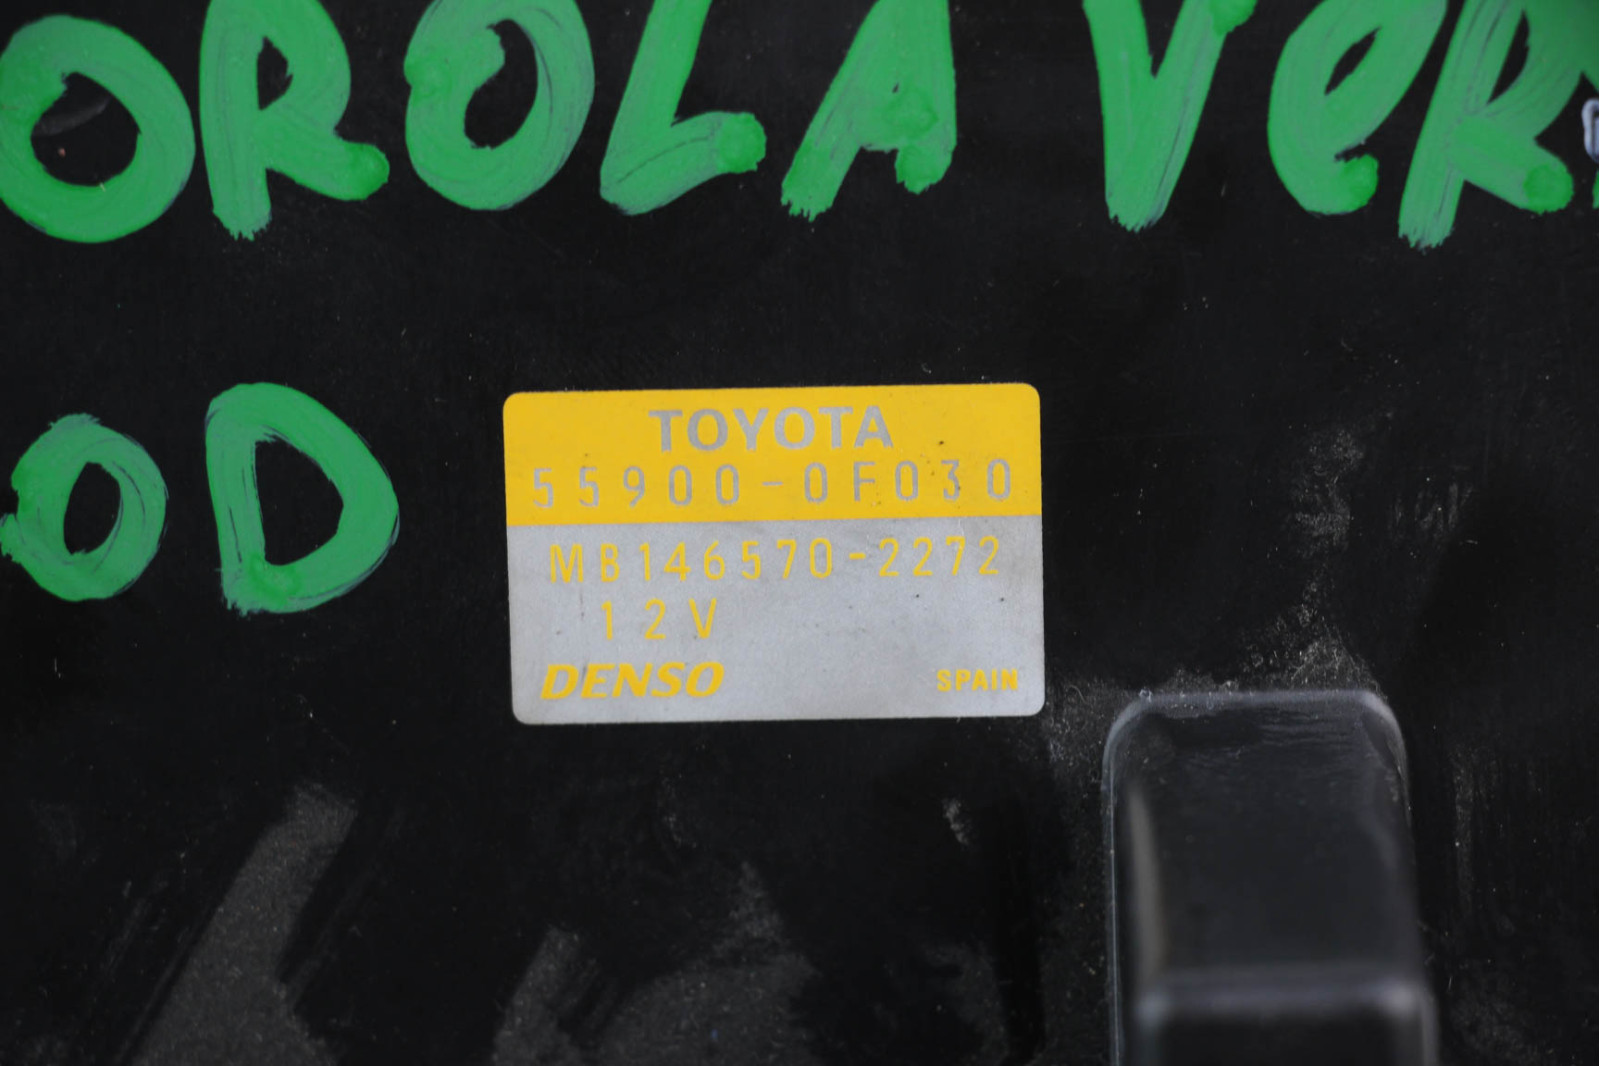 OROLA VER
OD
TOYOTA
55900-0F030
MB146570-2272
12V
DENSO SPAIN